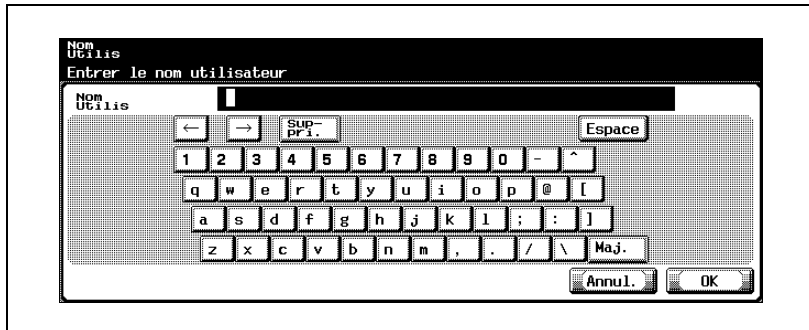 Nom
Utilis
Entrer le nom utilisateur
Nom
Utilis
← → Sup-
pri. Espace
1 2 3 4 5 6 7 8 9 0 - ^
q w e r t y u i o p @ [
a s d f g h j k l ; : ]
z x c v b n m , . / \ Maj.
Annul. OK